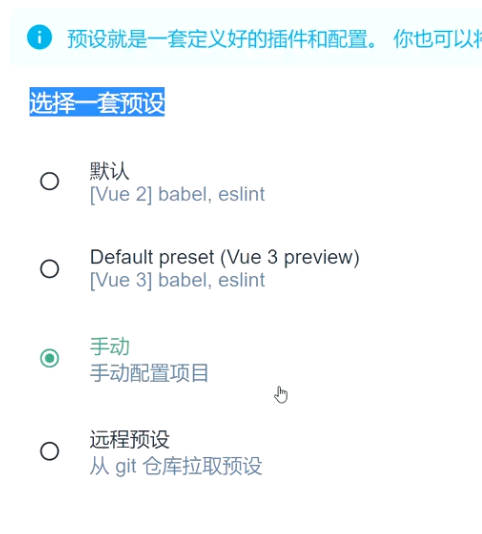 预设就是一套定义好的插件和配置。 你也可以
选择一套预设
默认
[Vue 2] babel, eslint
Default preset (Vue 3 preview)
[Vue 3] babel, eslint
手动
手动配置项目
远程预设
从 git 仓库拉取预设